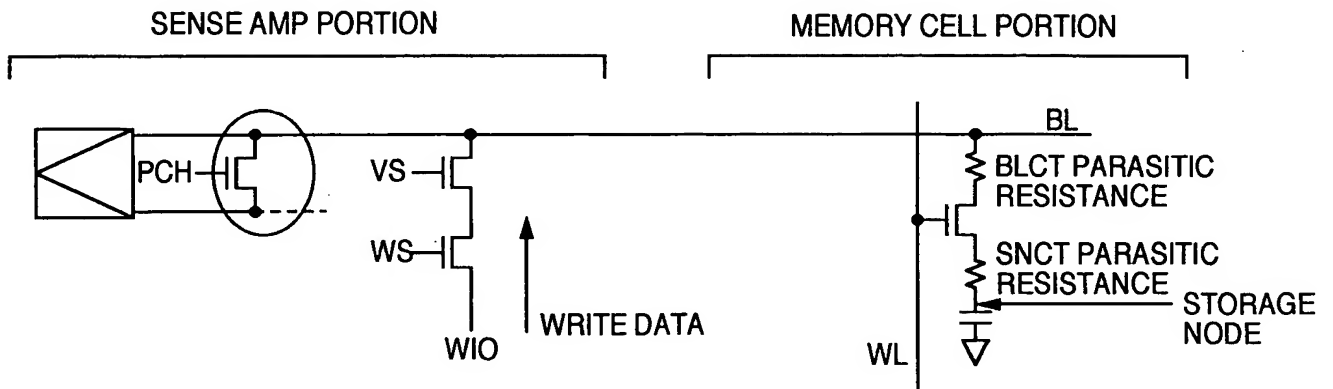 SENSE AMP PORTION
MEMORY CELL PORTION
BL
PCH
VS
BLCT PARASITIC
RESISTANCE
WS
SNCT PARASITIC
RESISTANCE
WRITE DATA
STORAGE
NODE
WIO
WL